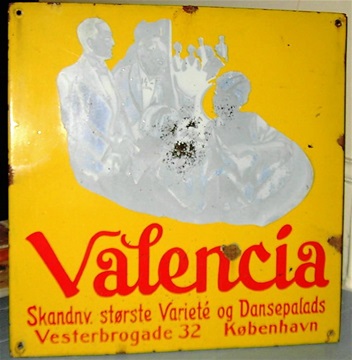 Valencia
Skandnv. største Varieté og Dansepalads
Vesterbrogade 32 København